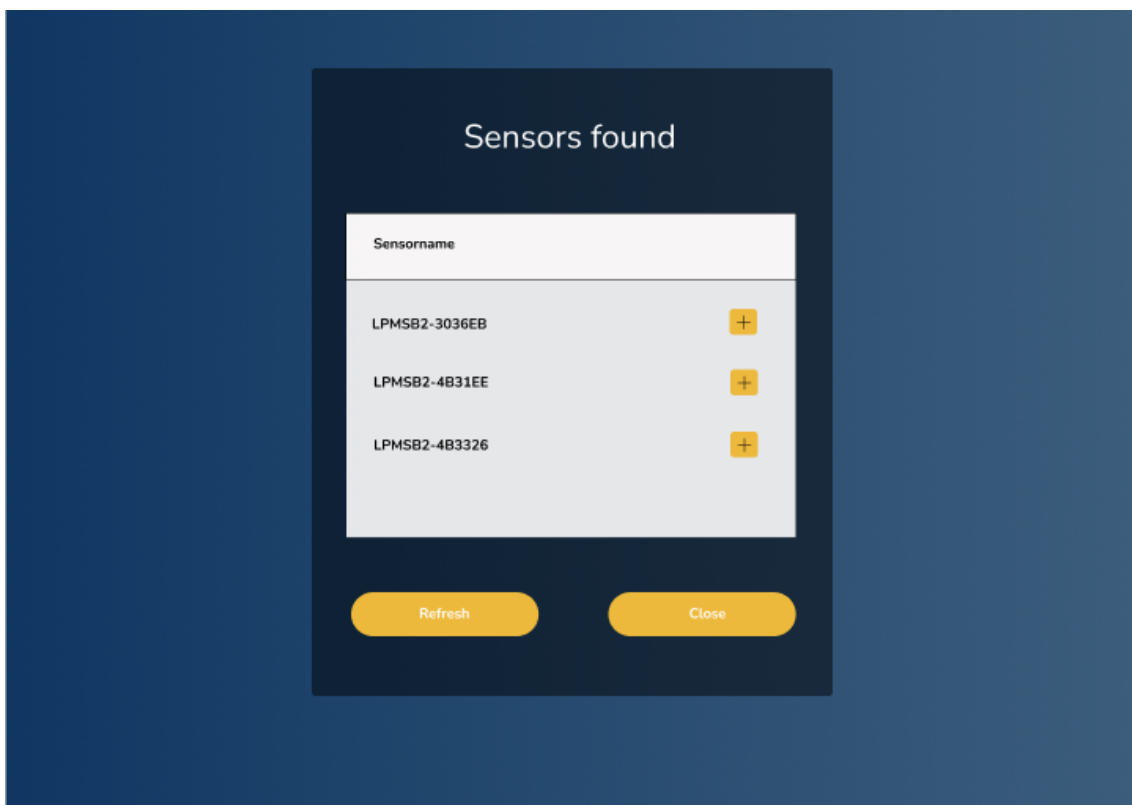 Sensors found
Sensorname
LPMSB2-3036EB
LPMSB2-4B31EE
LPMSB2-4B3326
Refresh Close